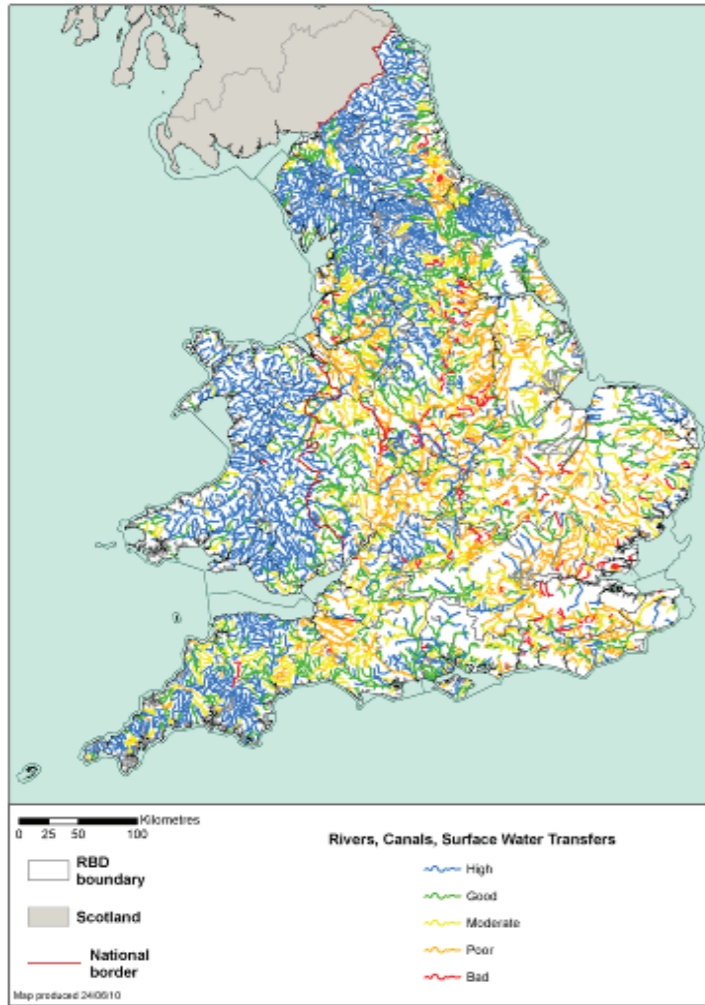 Kilometres
0 25 50 100
RBD
boundary
Scotland
National
border
Map produced 24/06/10
Rivers, Canals, Surface Water Transfers
High
Good
Moderate
Poor
Bad